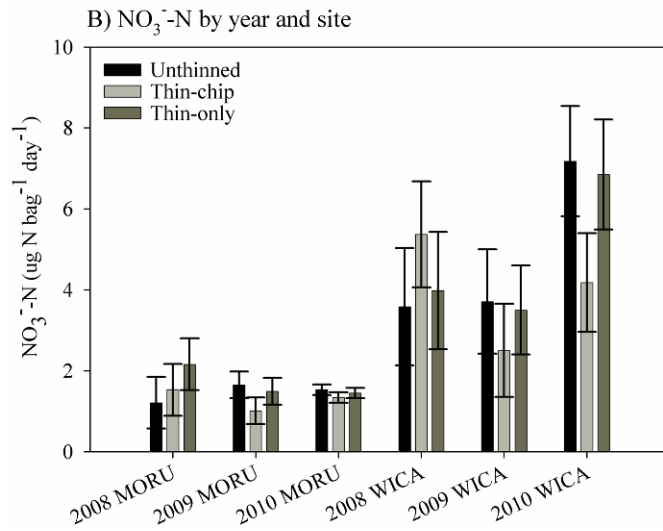 B) NO₃⁻-N by year and site
NO₃⁻-N (ug N bag⁻¹ day⁻¹)
10
8
6
4
2
0
Unthinned
Thin-chip
Thin-only
2008 MORU
2009 MORU
2010 MORU
2008 WICA
2009 WICA
2010 WICA